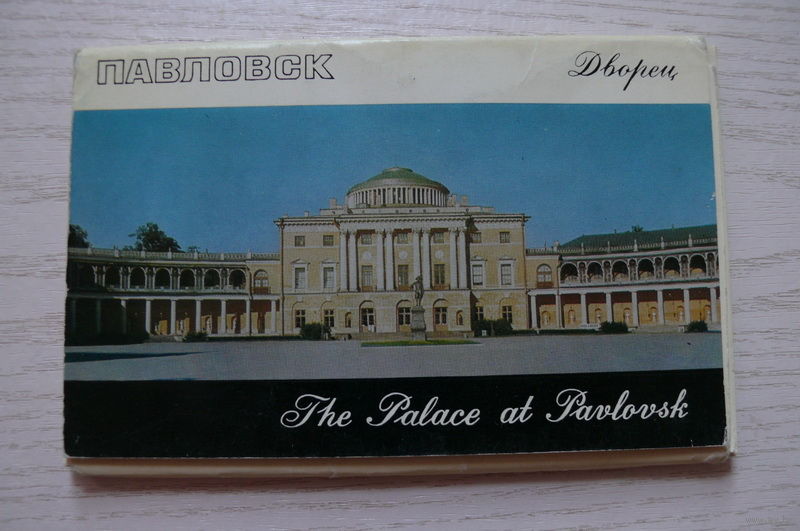 ПАВЛОВСК
Дворец
The Palace at Pavlovsk